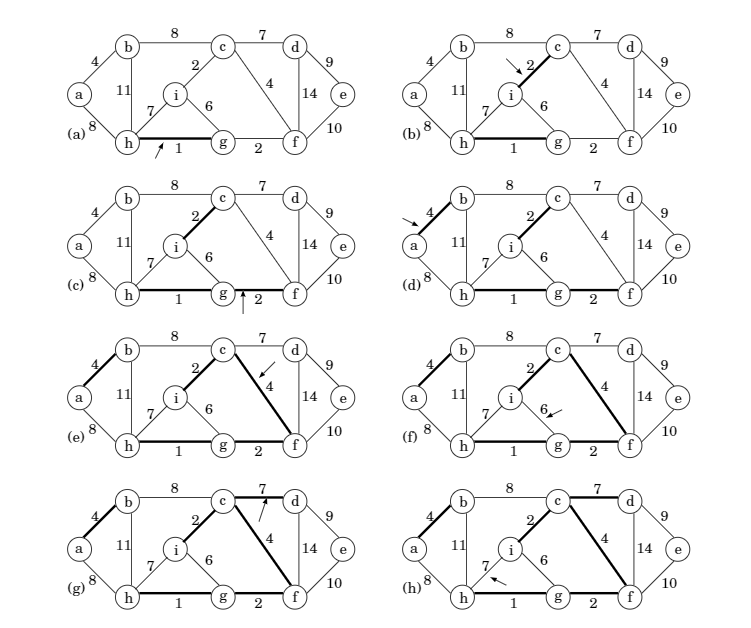 8 7 8 7
b c d b c d
4 2 9 4 2 9
11 i 4 14 11 i 4 14
a e a e
7 6 7 6
8 10 8 10
(a) h g f (b) h g f
1 2 1 2
8 7 8 7
b c d b c d
4 2 9 4 2 9
11 i 4 14 11 i 4 14
a e a e
7 6 7 6
8 10 8 10
(c) h g f (d) h g f
1 2 1 2
8 7 8 7
b c d b c d
4 2 9 4 2 9
11 i 4 14 11 i 4 14
a e a e
7 6 7 6
8 10 8 10
(e) h g f (f) h g f
1 2 1 2
8 7 8 7
b c d b c d
4 2 9 4 2 9
11 i 4 14 11 i 4 14
a e a e
7 6 7 6
8 10 8 10
(g) h g f (h) h g f
1 2 1 2